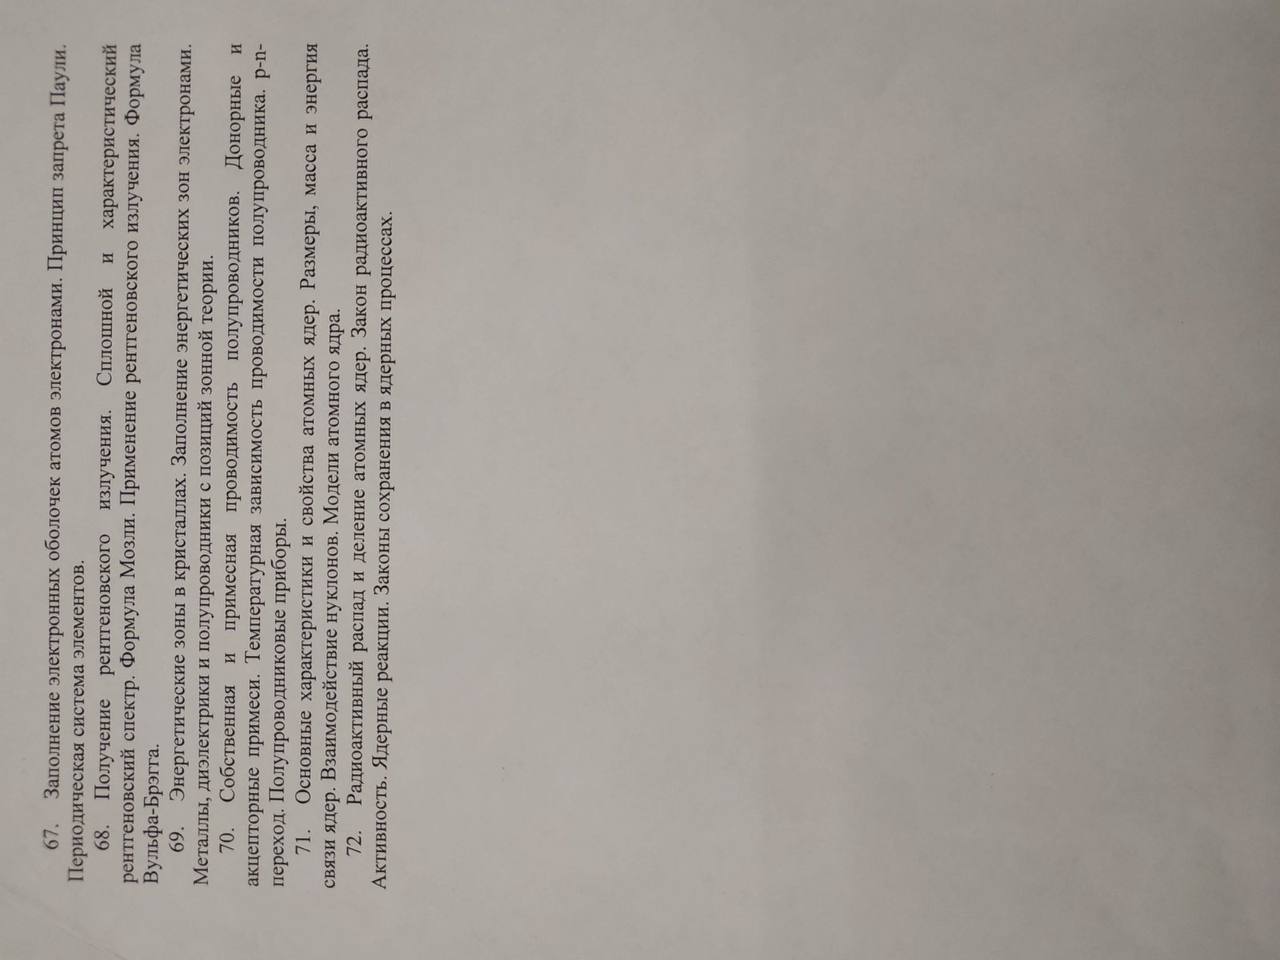 67. Заполнение электронных оболочек атомов электронами. Принцип запрета Паули.
Периодическая система элементов.
68. Получение рентгеновского излучения. Сплошной и характеристический
рентгеновский спектр. Формула Мозли. Применение рентгеновского излучения. Формула
Вульфа-Брэгга.
69. Энергетические зоны в кристаллах. Заполнение энергетических зон электронами.
Металлы, диэлектрики и полупроводники с позиций зонной теории.
70. Собственная и примесная проводимость полупроводников. Донорные и
акцепторные примеси. Температурная зависимость проводимости полупроводника. p-n-
переход. Полупроводниковые приборы.
71. Основные характеристики и свойства атомных ядер. Размеры, масса и энергия
связи ядер. Взаимодействие нуклонов. Модели атомного ядра.
72. Радиоактивный распад и деление атомных ядер. Закон радиоактивного распада.
Активность. Ядерные реакции. Законы сохранения в ядерных процессах.